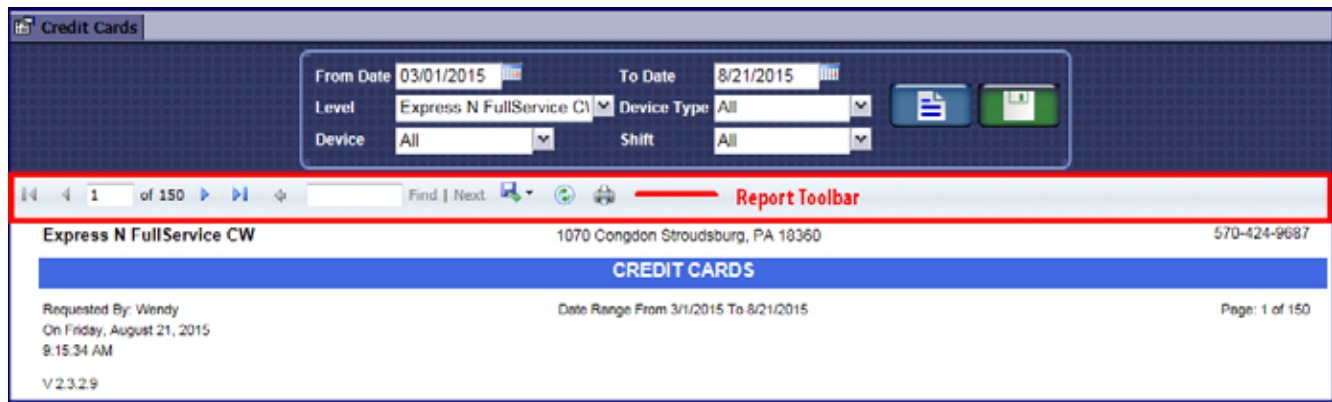 Credit Cards
From Date 03/01/2015 To Date 8/21/2015
Level Express N FullService CW Device Type All
Device All Shift All
1 of 150 Find | Next Report Toolbar
Express N FullService CW 1070 Congdon Stroudsburg, PA 18360 570-424-9687
CREDIT CARDS
Requested By: Wendy Date Range From 3/1/2015 To 8/21/2015 Page: 1 of 150
On Friday, August 21, 2015
9:15:34 AM
V 2.3.2.9